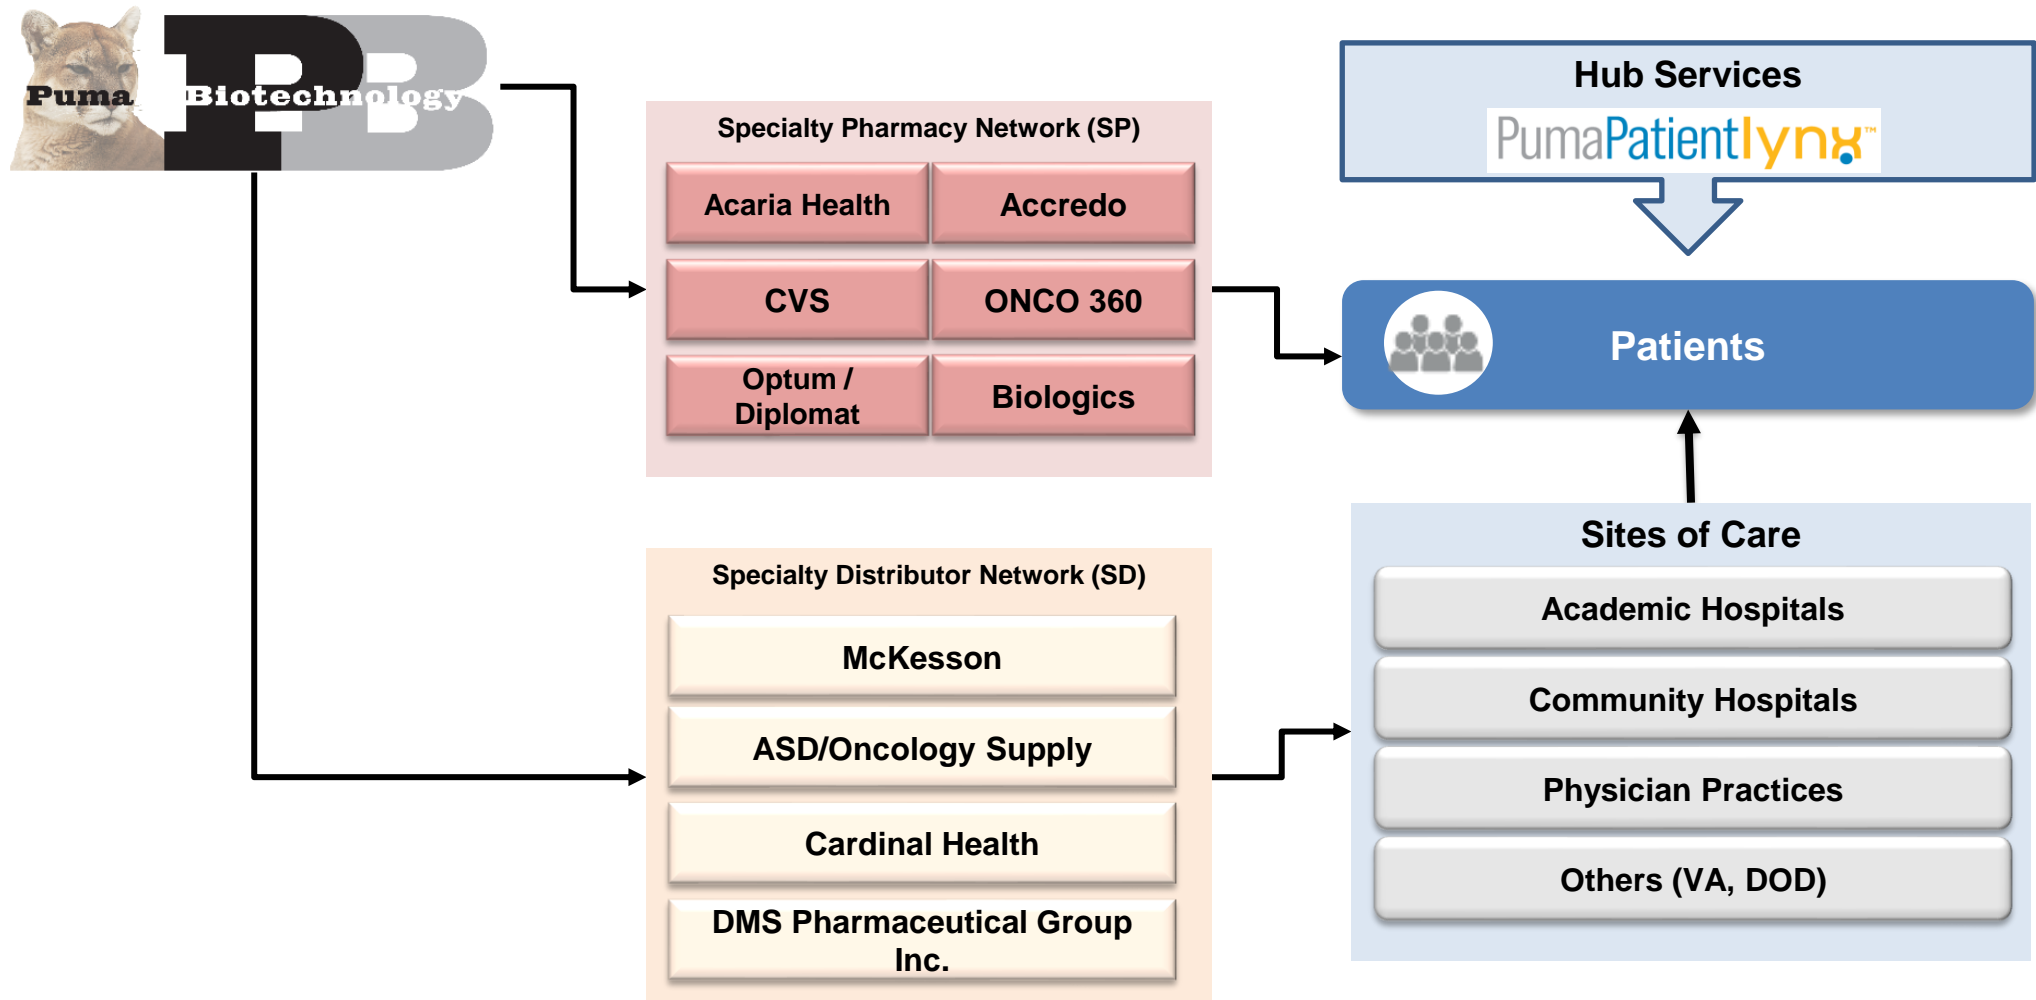 Puma Biotechnology
Hub Services
PumaPatientlynx™
Specialty Pharmacy Network (SP)
Acaria Health
Accredo
CVS
ONCO 360
Optum /
Diplomat
Biologics
Patients
Specialty Distributor Network (SD)
McKesson
ASD/Oncology Supply
Cardinal Health
DMS Pharmaceutical Group
Inc.
Sites of Care
Academic Hospitals
Community Hospitals
Physician Practices
Others (VA, DOD)